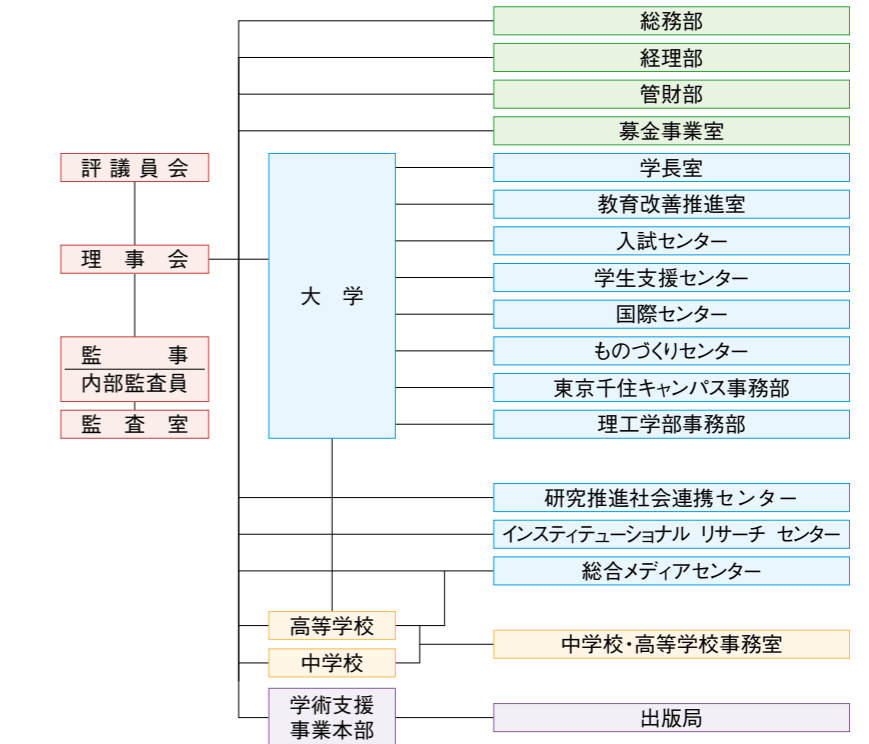 総務部
経理部
管財部
募金事業室
評議員会
理事会
監事
内部監査員
監査室
大学
学長室
教育改善推進室
入試センター
学生支援センター
国際センター
ものづくりセンター
東京千住キャンパス事務部
理工学部事務部
研究推進社会連携センター
インスティテューショナル リサーチ センター
総合メディアセンター
高等学校
中学校
中学校・高等学校事務室
学術支援
事業本部
出版局